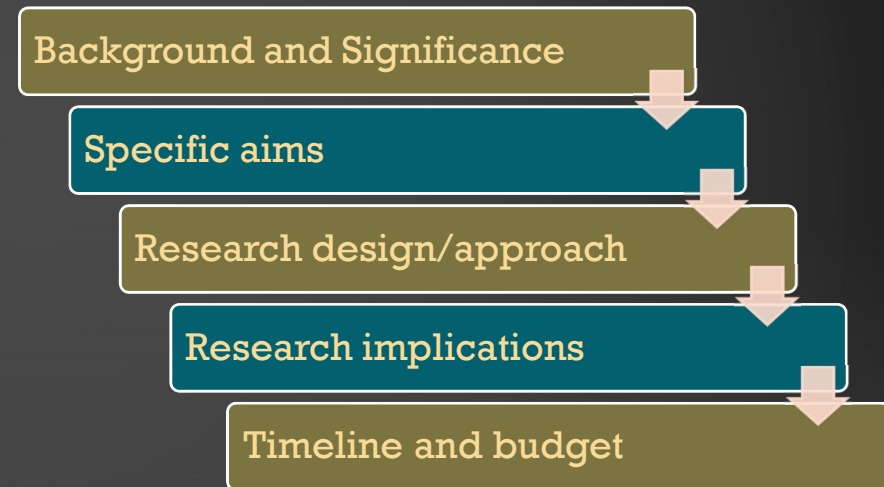 Background and Significance
Specific aims
Research design/approach
Research implications
Timeline and budget